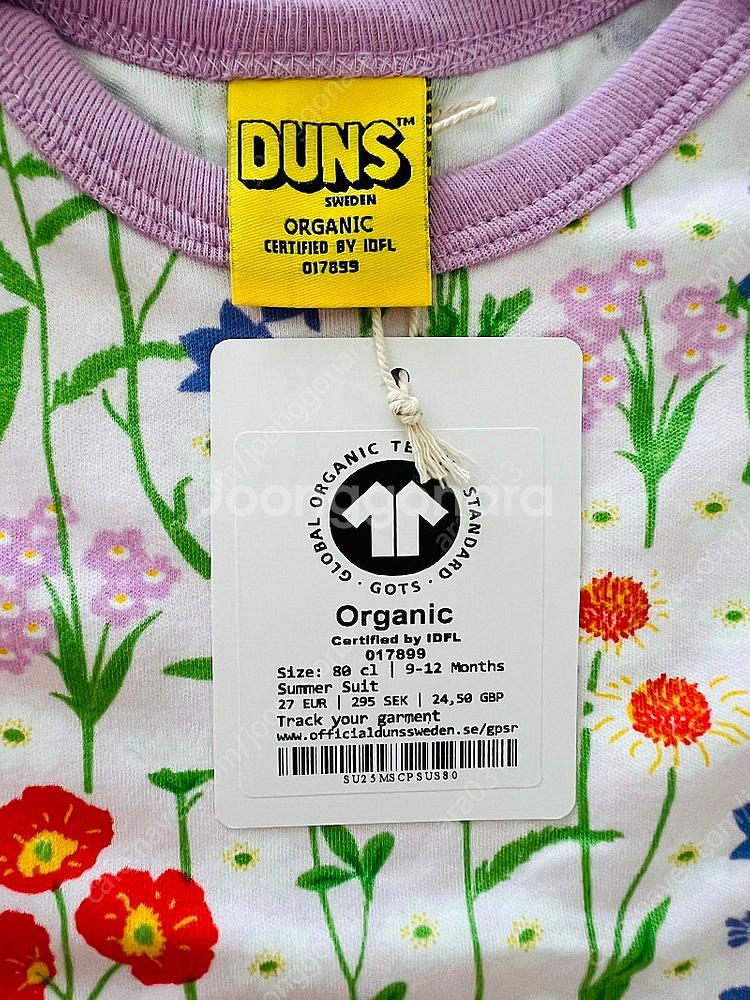 DUNS™
SWEDEN
ORGANIC
CERTIFIED BY IDFL
017899
GLOBAL ORGANIC TE STANDARD · GOTS ·
Organic
Certified by IDFL
017899
Size: 80 cl | 9-12 Months
Summer Suit
27 EUR | 295 SEK | 24,50 GBP
Track your garment
www.officialdunssweden.se/gpsr
SU25MSCPSUS80
Joonggonara